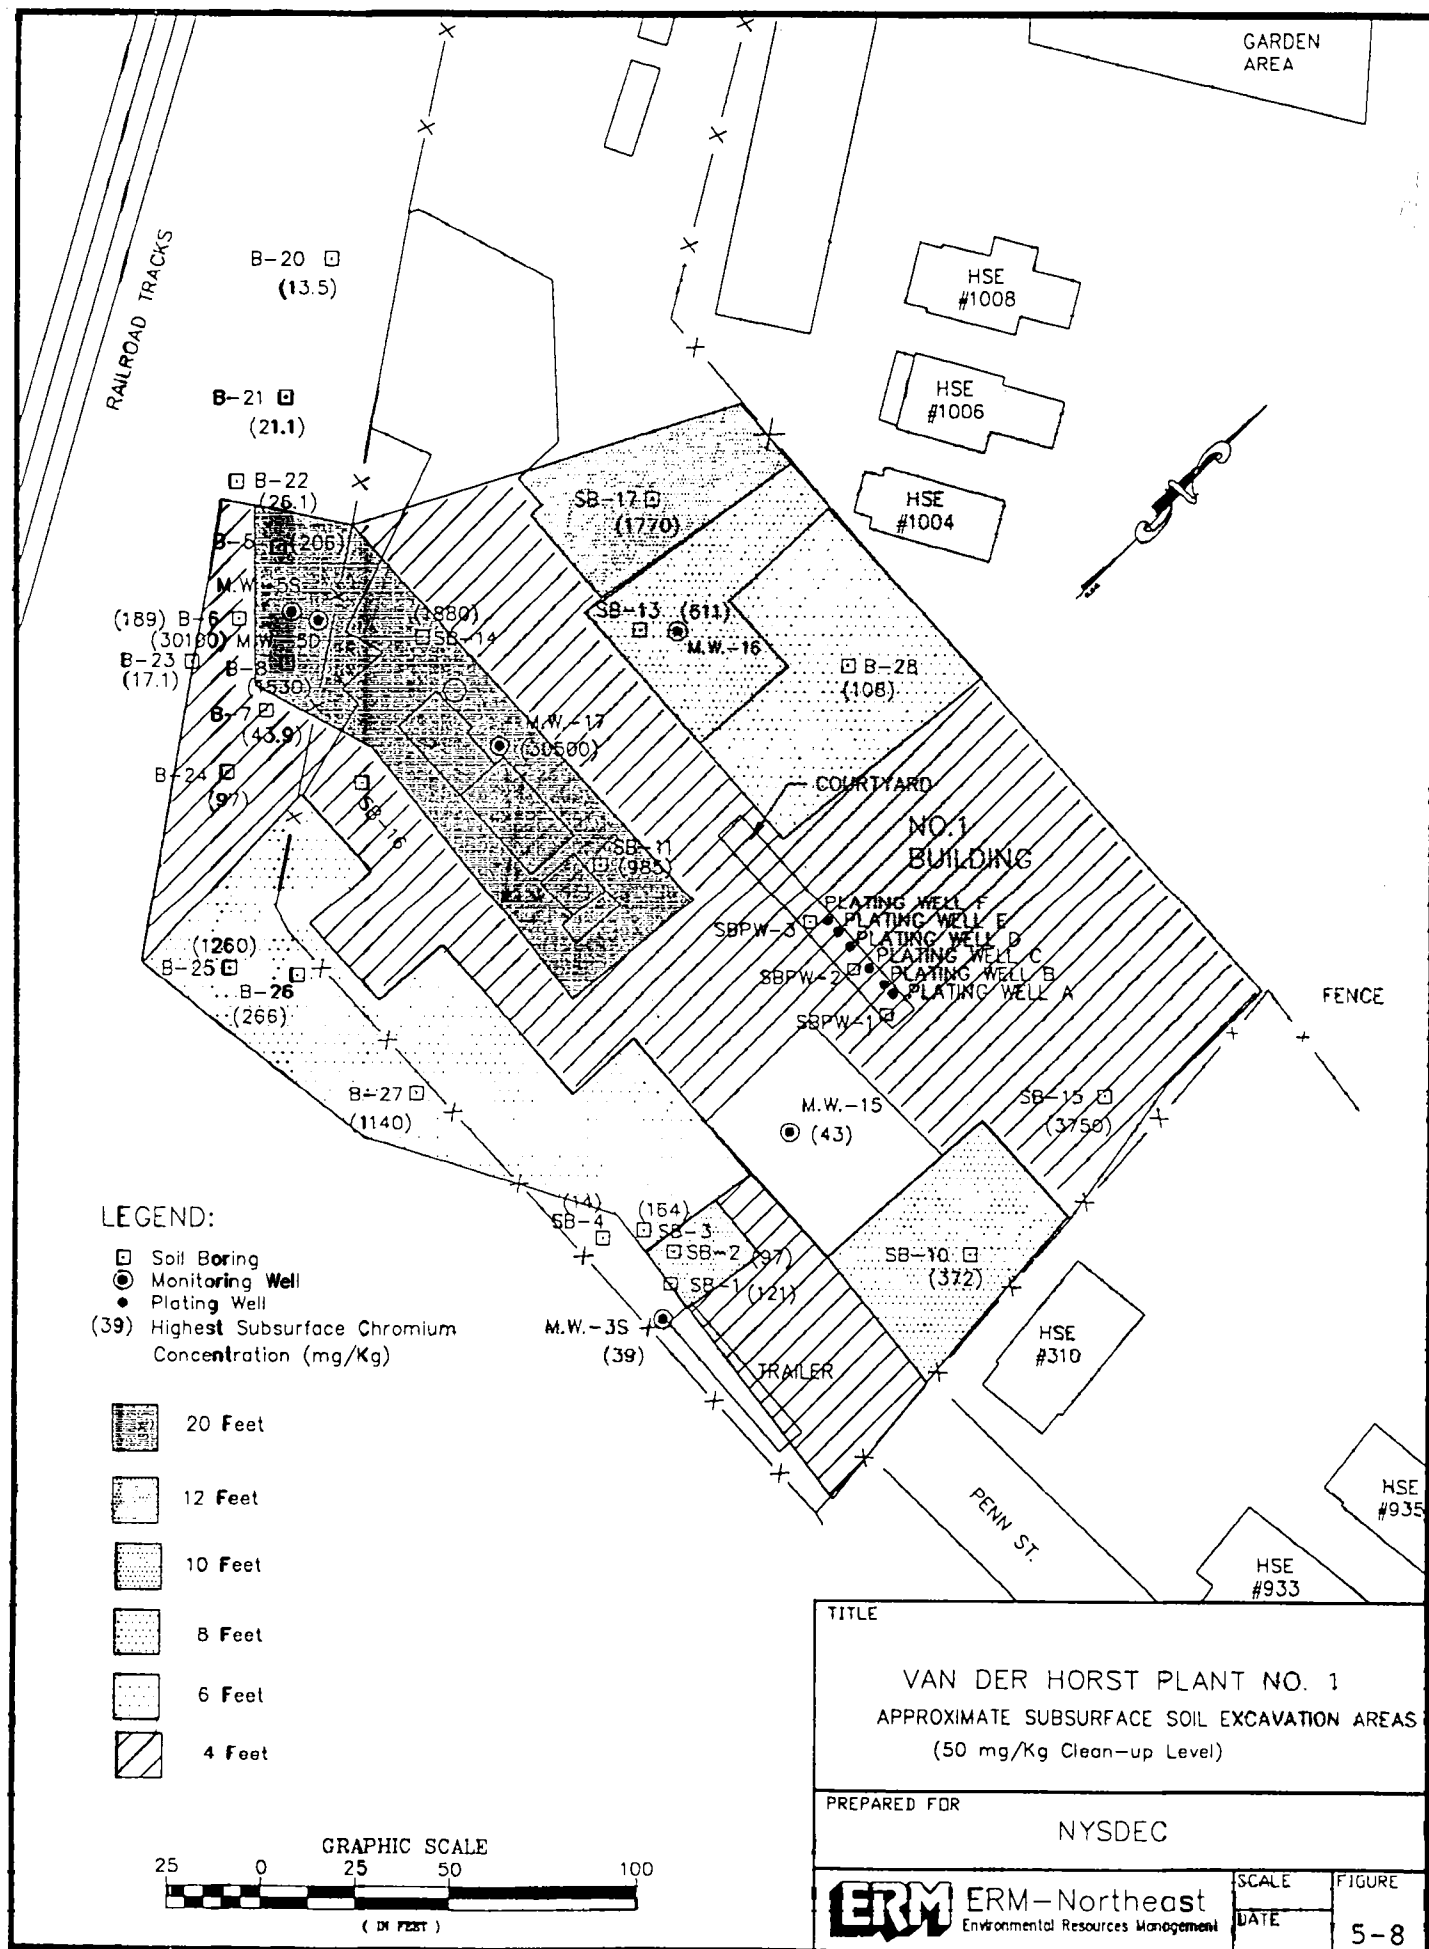 GARDEN
AREA
RAILROAD TRACKS
B-20
(13.5)
HSE
#1008
B-21
(21.1)
HSE
#1006
B-22
(26.1)
HSE
#1004
SB-17
(1770)
B-5 (206)
M.W.-5S
(189) B-6
(1880)
SB-14
SB-13 (611)
M.W.-16
(30100) M.W.-5D
B-23
(17.1)
B-8
(1530)
B-28
(108)
B-7
(43.9)
M.W.-17
(30500)
B-24
(97)
SB-16
COURTYARD
NO.1
BUILDING
SB-11
(985)
PLATING WELL F
SBPW-3
PLATING WELL E
PLATING WELL D
PLATING WELL C
SBPW-2
PLATING WELL B
PLATING WELL A
SBPW-1
(1260)
B-25
B-26
(266)
FENCE
B-27
(1140)
M.W.-15
(43)
SB-15
(3750)
(14)
SB-4
(164)
SB-3
SB-2 (97)
SB-1 (121)
SB-10
(372)
M.W.-3S
(39)
TRAILER
HSE
#310
PENN ST.
HSE
#935
HSE
#933
LEGEND:
Soil Boring
Monitoring Well
Plating Well
(39) Highest Subsurface Chromium
Concentration (mg/Kg)
20 Feet
12 Feet
10 Feet
8 Feet
6 Feet
4 Feet
GRAPHIC SCALE
25 0 25 50 100
( IN FEET )
TITLE
VAN DER HORST PLANT NO. 1
APPROXIMATE SUBSURFACE SOIL EXCAVATION AREAS
(50 mg/Kg Clean-up Level)
PREPARED FOR
NYSDEC
ERM ERM-Northeast
Environmental Resources Management
SCALE
DATE
FIGURE
5-8